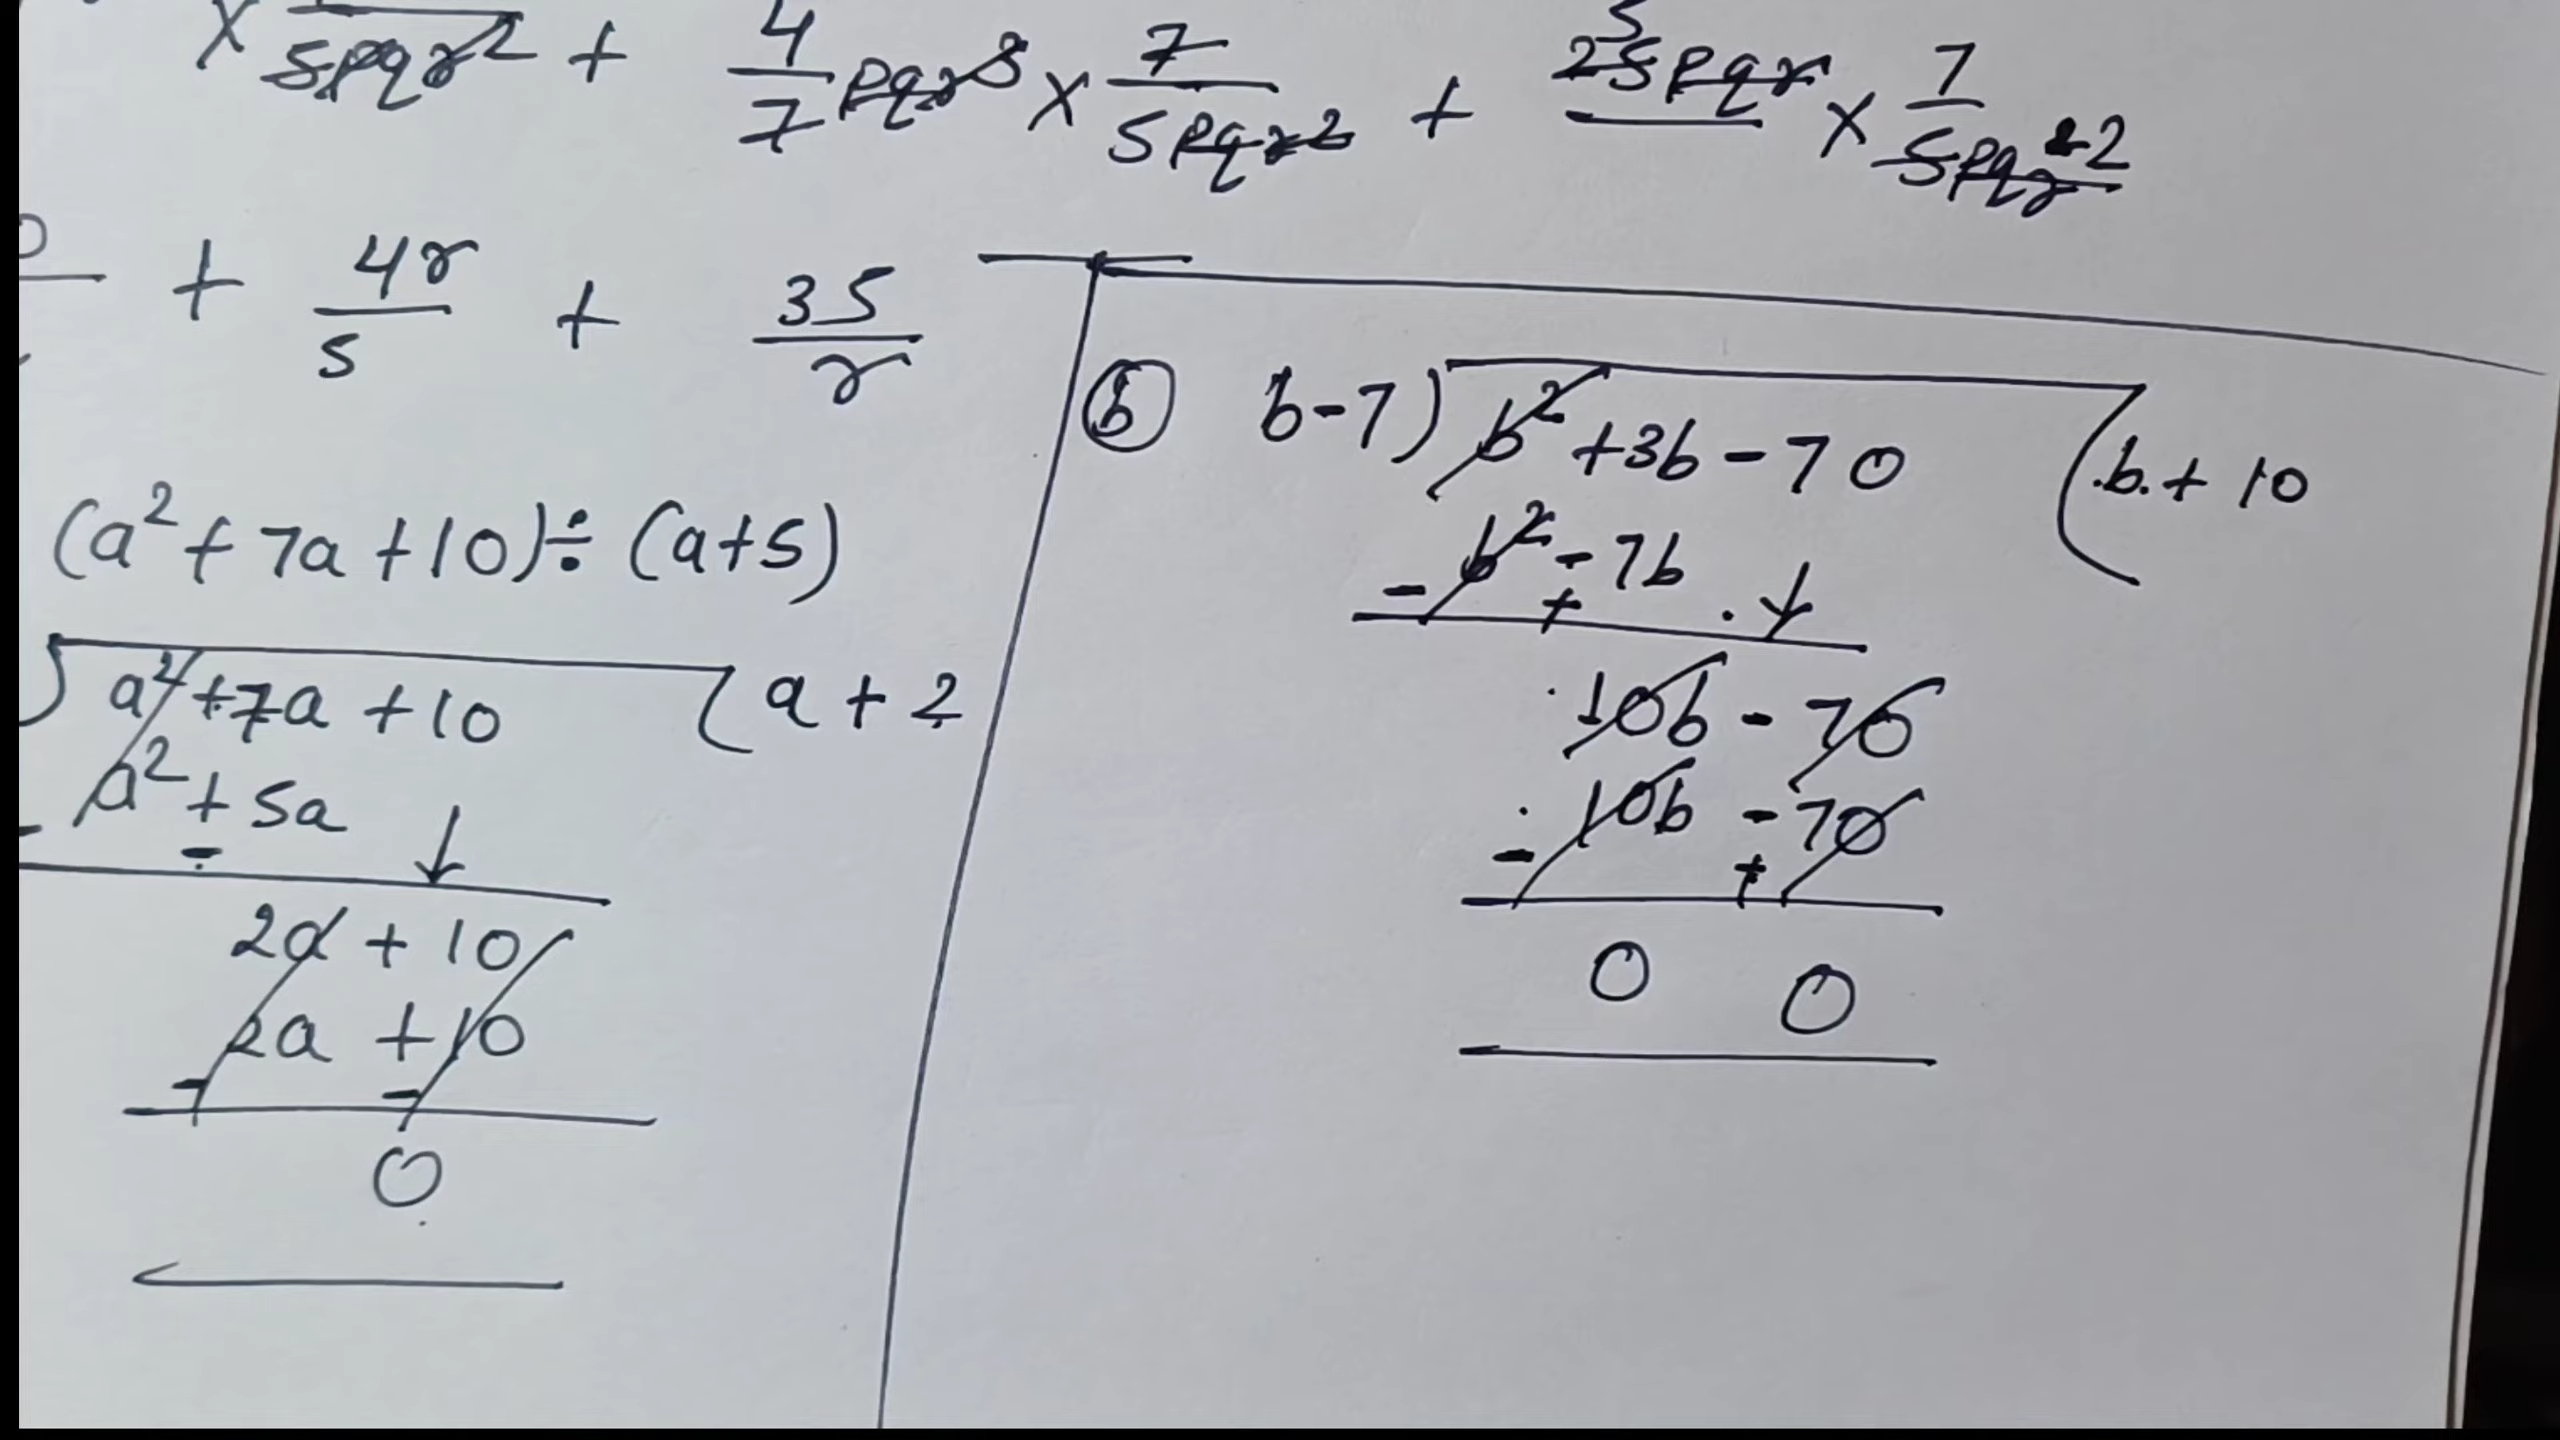 × 5pqr² + 4/7 pqr³ × 7/5pqr² + 25pqr × 7/5pqr² 2
5
+ 4r/5 + 35/r
(a² + 7a + 10) ÷ (a+5)
a² + 7a + 10 ( a + 2
a² + 5a ↓
- -
2a + 10
2a + 10
- -
0
ⓑ b-7) b² + 3b - 70 ( b + 10
b² - 7b ↓
- +
10b - 70
10b - 70
- +
0 0